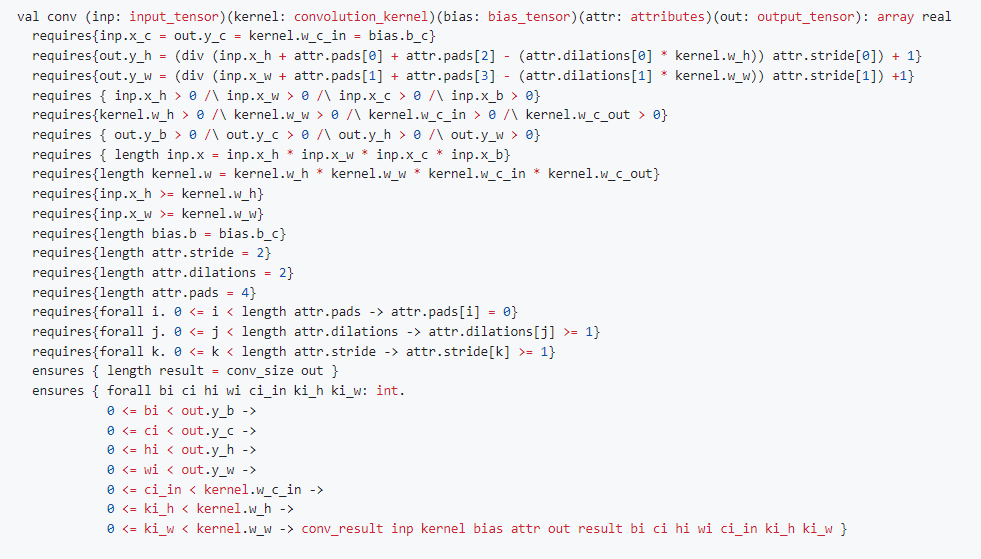 val conv (inp: input_tensor)(kernel: convolution_kernel)(bias: bias_tensor)(attr: attributes)(out: output_tensor): array real
requires{inp.x_c = out.y_c = kernel.w_c_in = bias.b_c}
requires{out.y_h = (div (inp.x_h + attr.pads[0] + attr.pads[2] - (attr.dilations[0] * kernel.w_h)) attr.stride[0]) + 1}
requires{out.y_w = (div (inp.x_w + attr.pads[1] + attr.pads[3] - (attr.dilations[1] * kernel.w_w)) attr.stride[1]) +1}
requires { inp.x_h > 0 /\ inp.x_w > 0 /\ inp.x_c > 0 /\ inp.x_b > 0}
requires{kernel.w_h > 0 /\ kernel.w_w > 0 /\ kernel.w_c_in > 0 /\ kernel.w_c_out > 0}
requires { out.y_b > 0 /\ out.y_c > 0 /\ out.y_h > 0 /\ out.y_w > 0}
requires { length inp.x = inp.x_h * inp.x_w * inp.x_c * inp.x_b}
requires{length kernel.w = kernel.w_h * kernel.w_w * kernel.w_c_in * kernel.w_c_out}
requires{inp.x_h >= kernel.w_h}
requires{inp.x_w >= kernel.w_w}
requires{length bias.b = bias.b_c}
requires{length attr.stride = 2}
requires{length attr.dilations = 2}
requires{length attr.pads = 4}
requires{forall i. 0 <= i < length attr.pads -> attr.pads[i] = 0}
requires{forall j. 0 <= j < length attr.dilations -> attr.dilations[j] >= 1}
requires{forall k. 0 <= k < length attr.stride -> attr.stride[k] >= 1}
ensures { length result = conv_size out }
ensures { forall bi ci hi wi ci_in ki_h ki_w: int.
0 <= bi < out.y_b ->
0 <= ci < out.y_c ->
0 <= hi < out.y_h ->
0 <= wi < out.y_w ->
0 <= ci_in < kernel.w_c_in ->
0 <= ki_h < kernel.w_h ->
0 <= ki_w < kernel.w_w -> conv_result inp kernel bias attr out result bi ci hi wi ci_in ki_h ki_w }